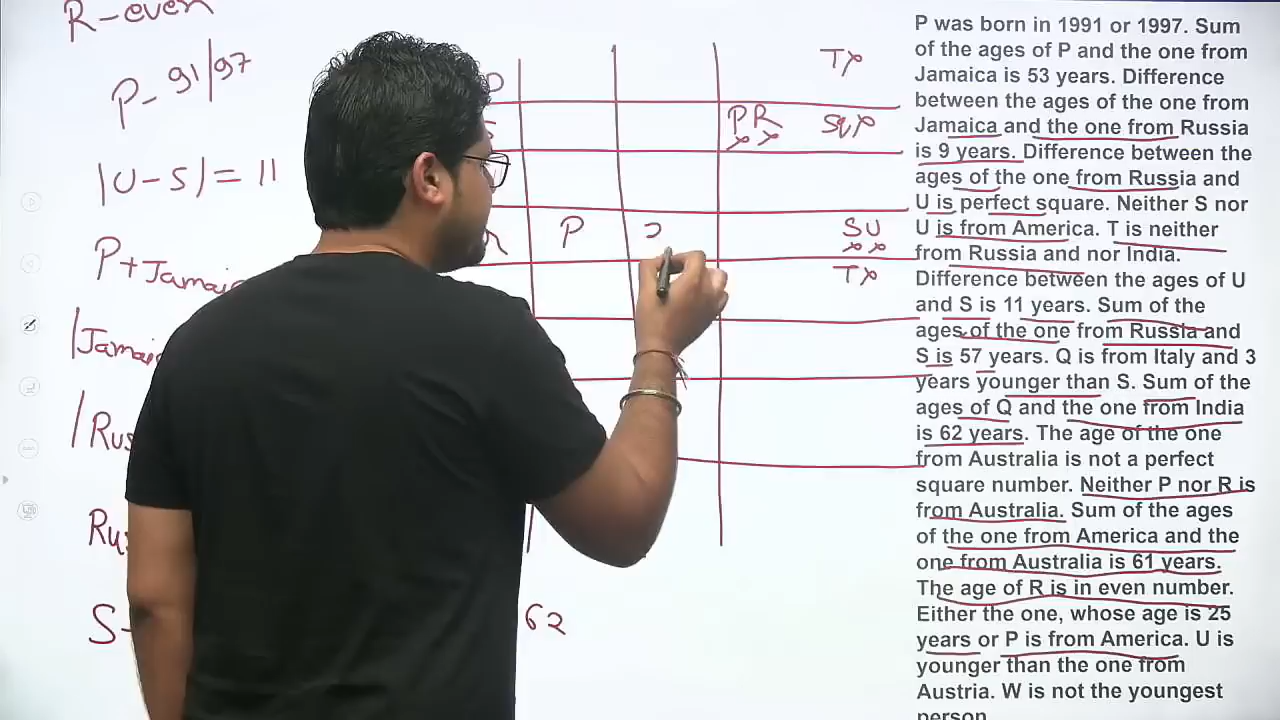 R-even
P- 91/97
|U-S| = 11
P+Jamaic
|Jamai
|Rus
Rus
S-
62
TX
PR
x x
SqX
P
SU
x x
TX
P was born in 1991 or 1997. Sum
of the ages of P and the one from
Jamaica is 53 years. Difference
between the ages of the one from
Jamaica and the one from Russia
is 9 years. Difference between the
ages of the one from Russia and
U is perfect square. Neither S nor
U is from America. T is neither
from Russia and nor India.
Difference between the ages of U
and S is 11 years. Sum of the
ages of the one from Russia and
S is 57 years. Q is from Italy and 3
years younger than S. Sum of the
ages of Q and the one from India
is 62 years. The age of the one
from Australia is not a perfect
square number. Neither P nor R is
from Australia. Sum of the ages
of the one from America and the
one from Australia is 61 years.
The age of R is in even number.
Either the one, whose age is 25
years or P is from America. U is
younger than the one from
Austria. W is not the youngest
person.